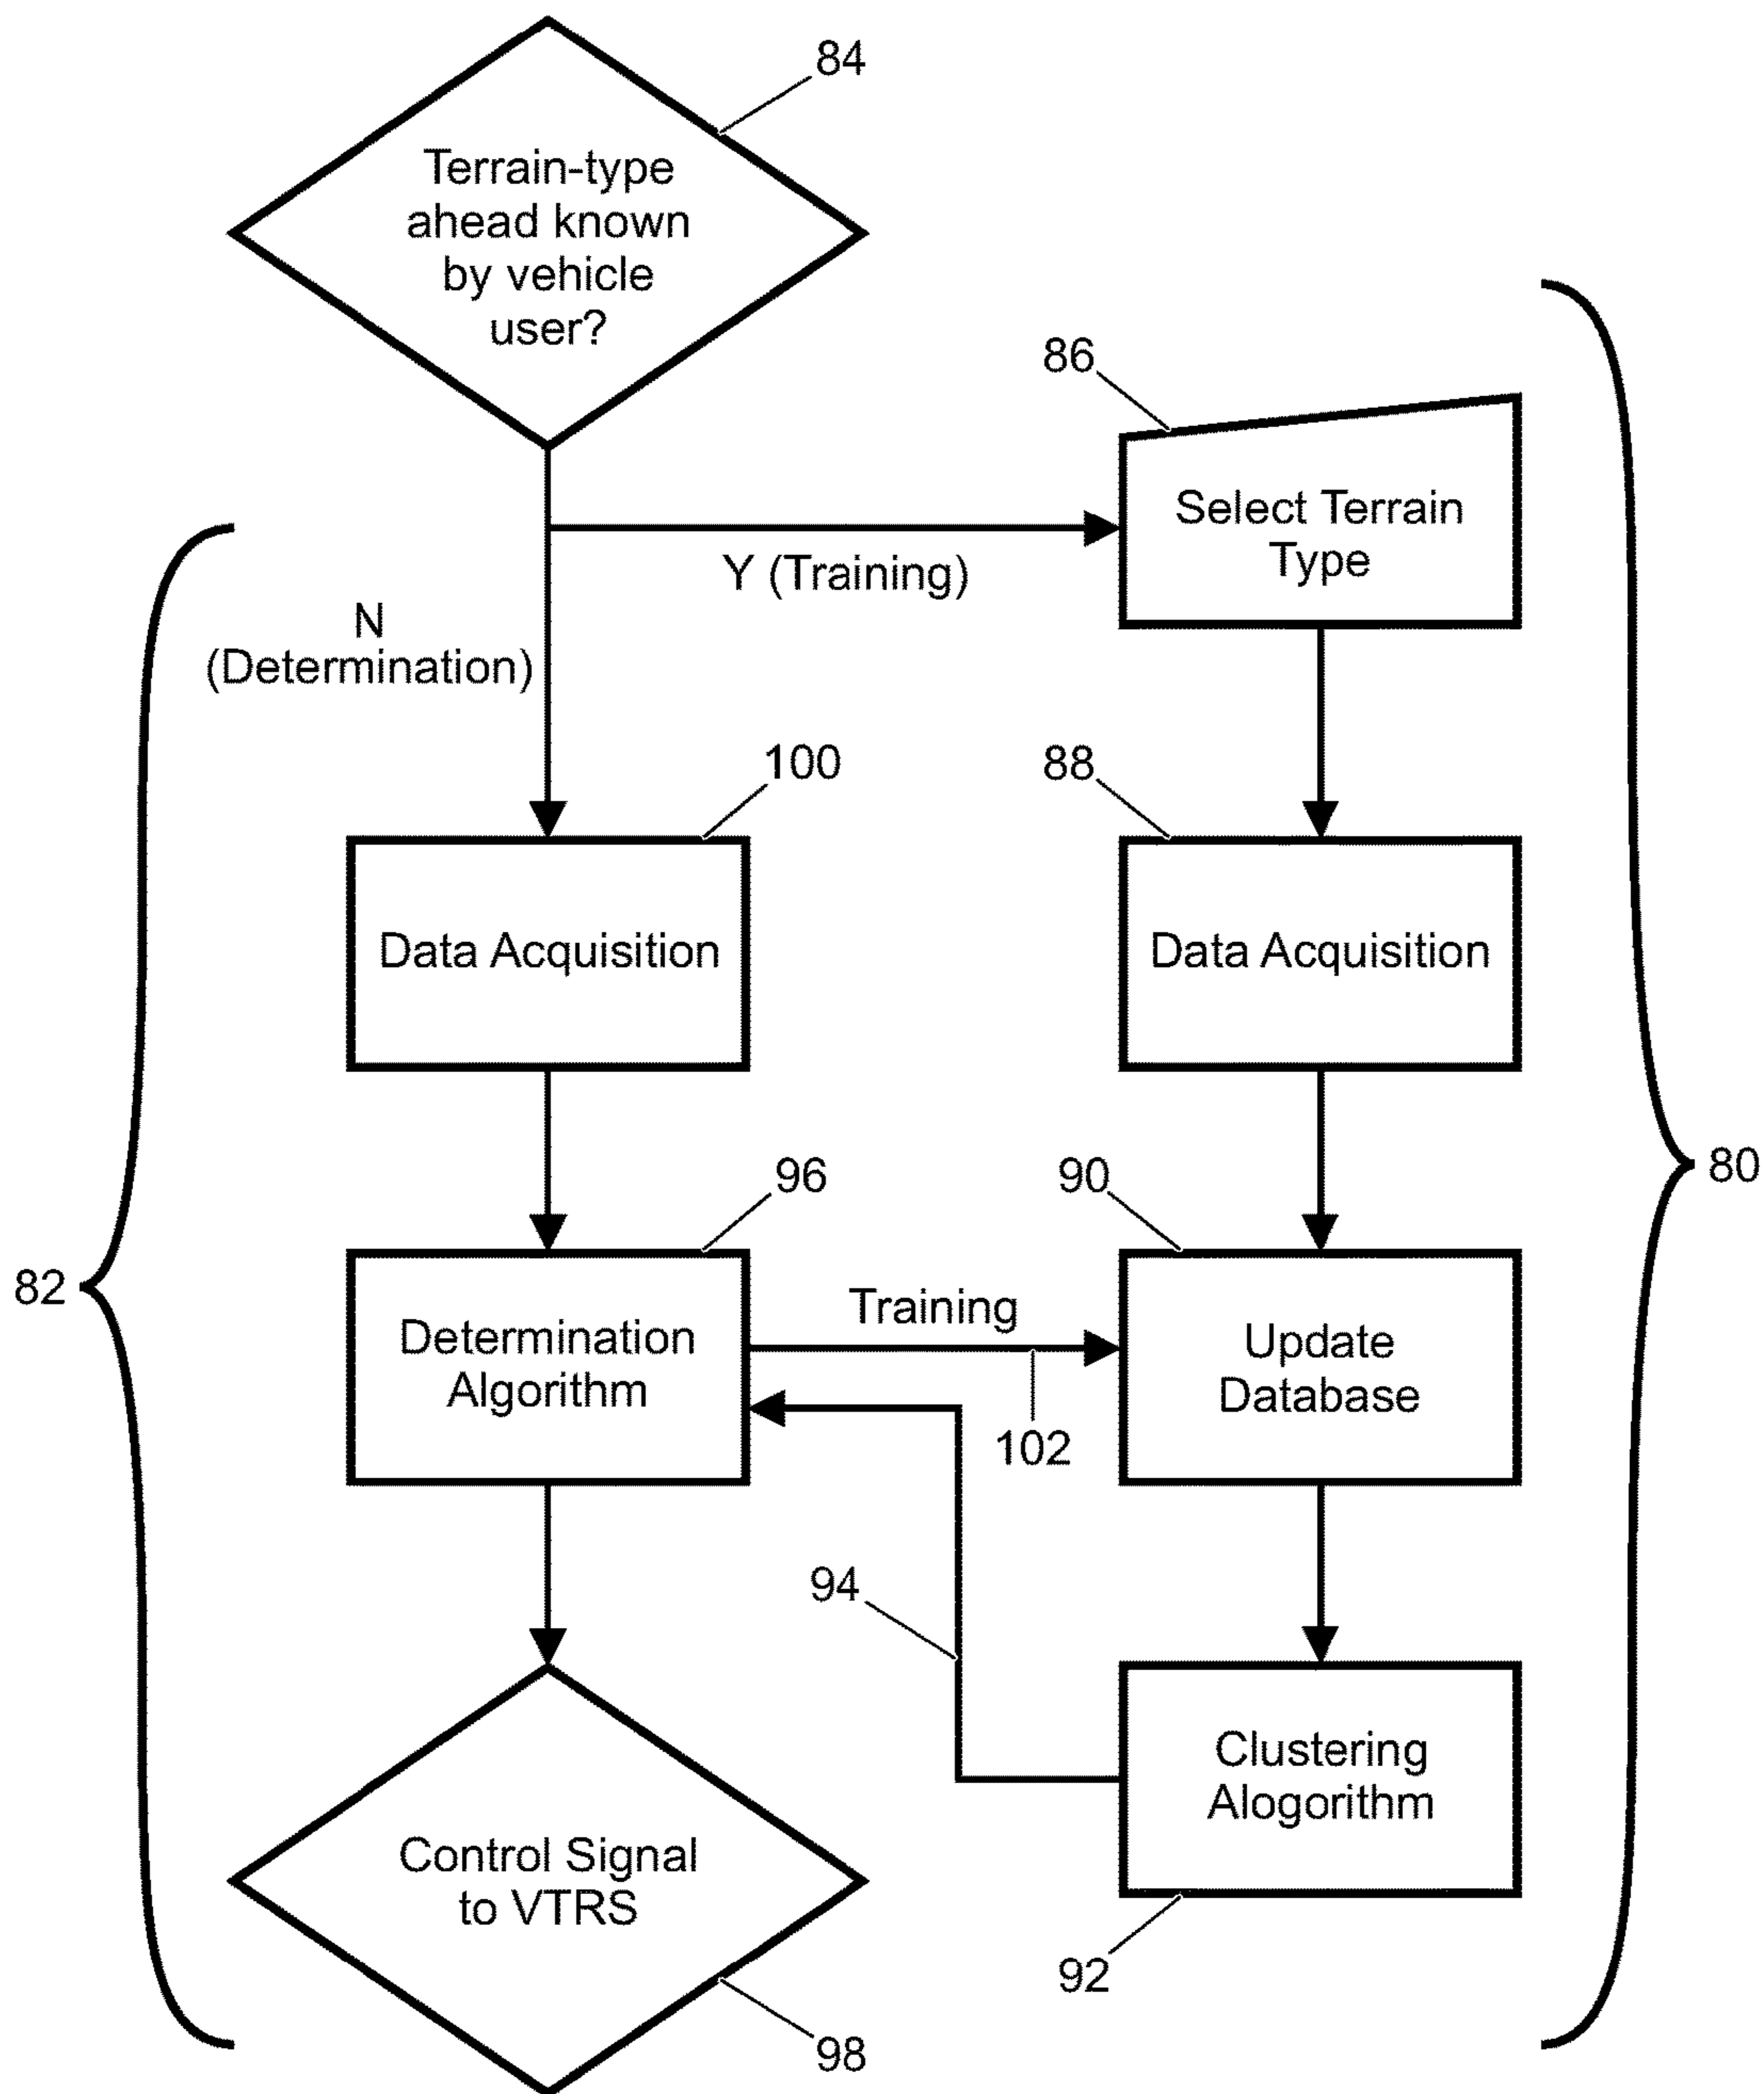 84
Terrain-type
ahead known
by vehicle
user?
86
Select Terrain
Type
Y (Training)
N
(Determination)
100
88
Data Acquisition
Data Acquisition
80
96
90
82
Training
Determination
Algorithm
Update
Database
102
94
Clustering
Alogorithm
Control Signal
to VTRS
92
98